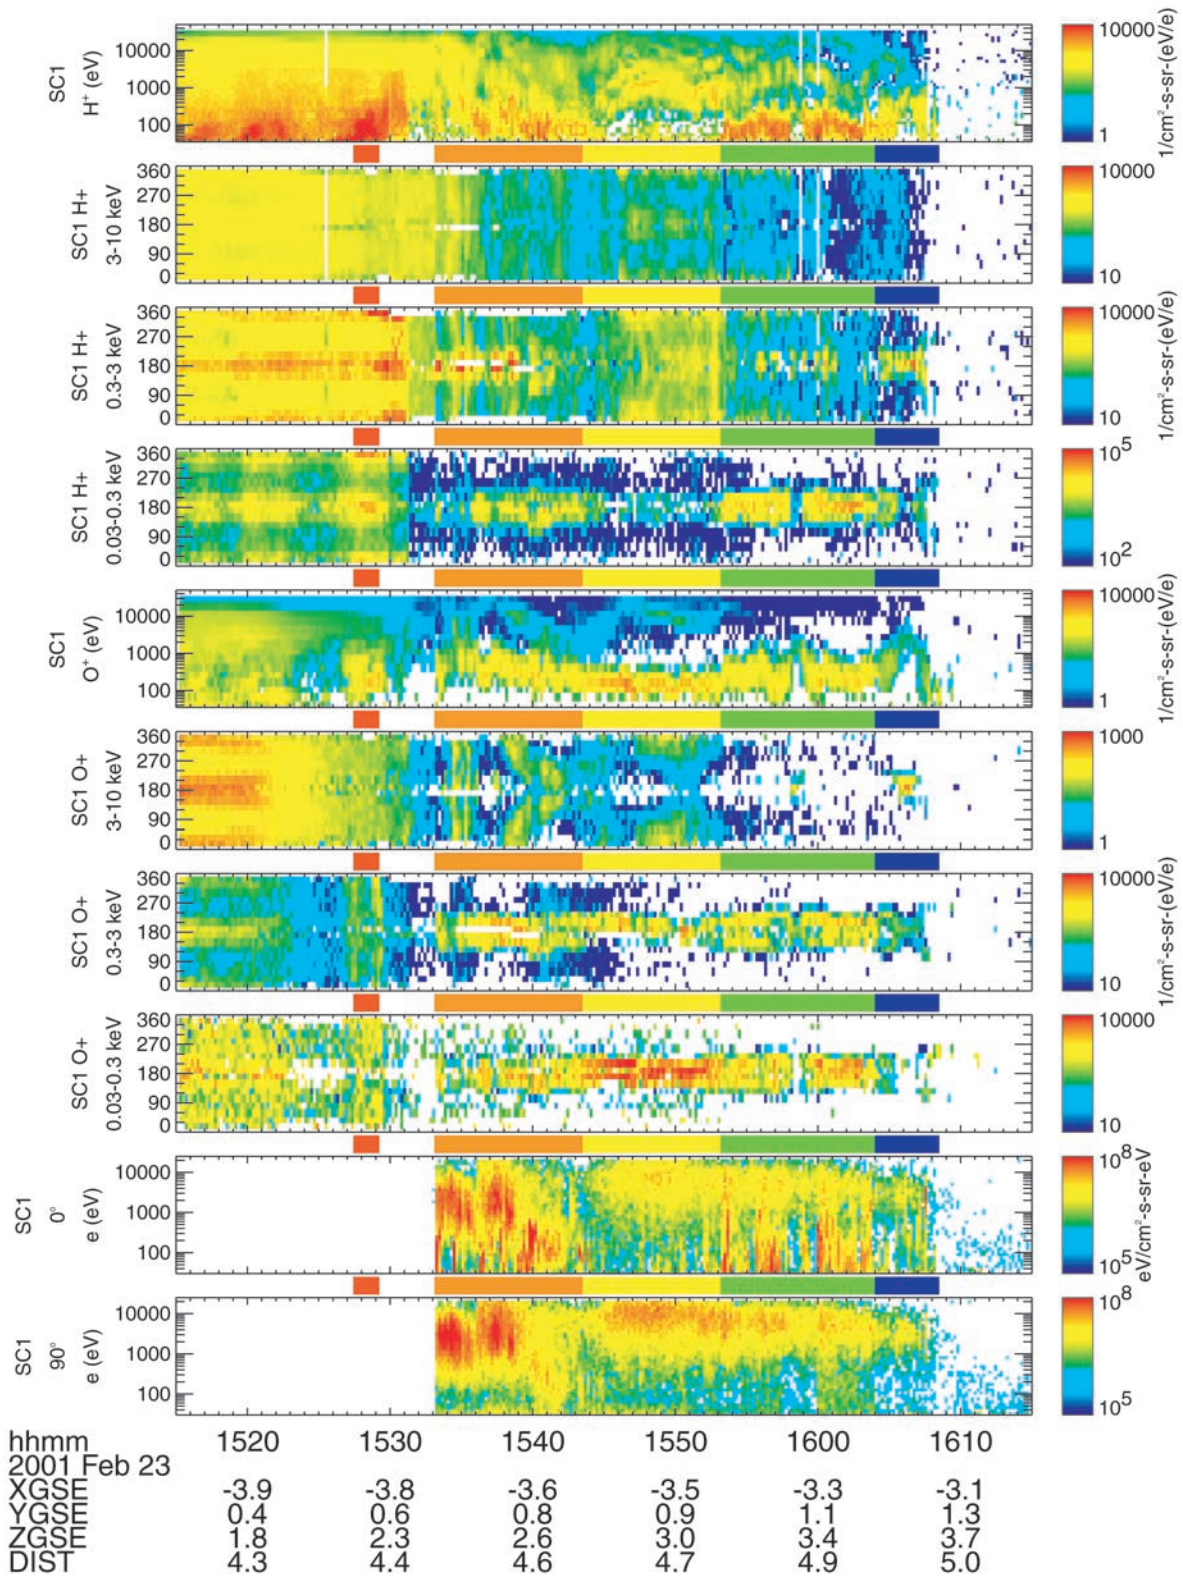 SC1
H⁺ (eV)
10000
1000
100
10000
1
1/cm²-s-sr-(eV/e)
SC1 H+
3-10 keV
360
270
180
90
0
10000
10
SC1 H+
0.3-3 keV
360
270
180
90
0
10000
10
1/cm²-s-sr-(eV/e)
SC1 H+
0.03-0.3 keV
360
270
180
90
0
10⁵
10²
SC1
O⁺ (eV)
10000
1000
100
10000
1
1/cm²-s-sr-(eV/e)
SC1 O+
3-10 keV
360
270
180
90
0
1000
1
SC1 O+
0.3-3 keV
360
270
180
90
0
10000
10
1/cm²-s-sr-(eV/e)
SC1 O+
0.03-0.3 keV
360
270
180
90
0
10000
10
SC1
0°
e (eV)
10000
1000
100
10⁸
10⁵
eV/cm²-s-sr-eV
SC1
90°
e (eV)
10000
1000
100
10⁸
10⁵
hhmm 1520 1530 1540 1550 1600 1610
2001 Feb 23
XGSE -3.9 -3.8 -3.6 -3.5 -3.3 -3.1
YGSE 0.4 0.6 0.8 0.9 1.1 1.3
ZGSE 1.8 2.3 2.6 3.0 3.4 3.7
DIST 4.3 4.4 4.6 4.7 4.9 5.0